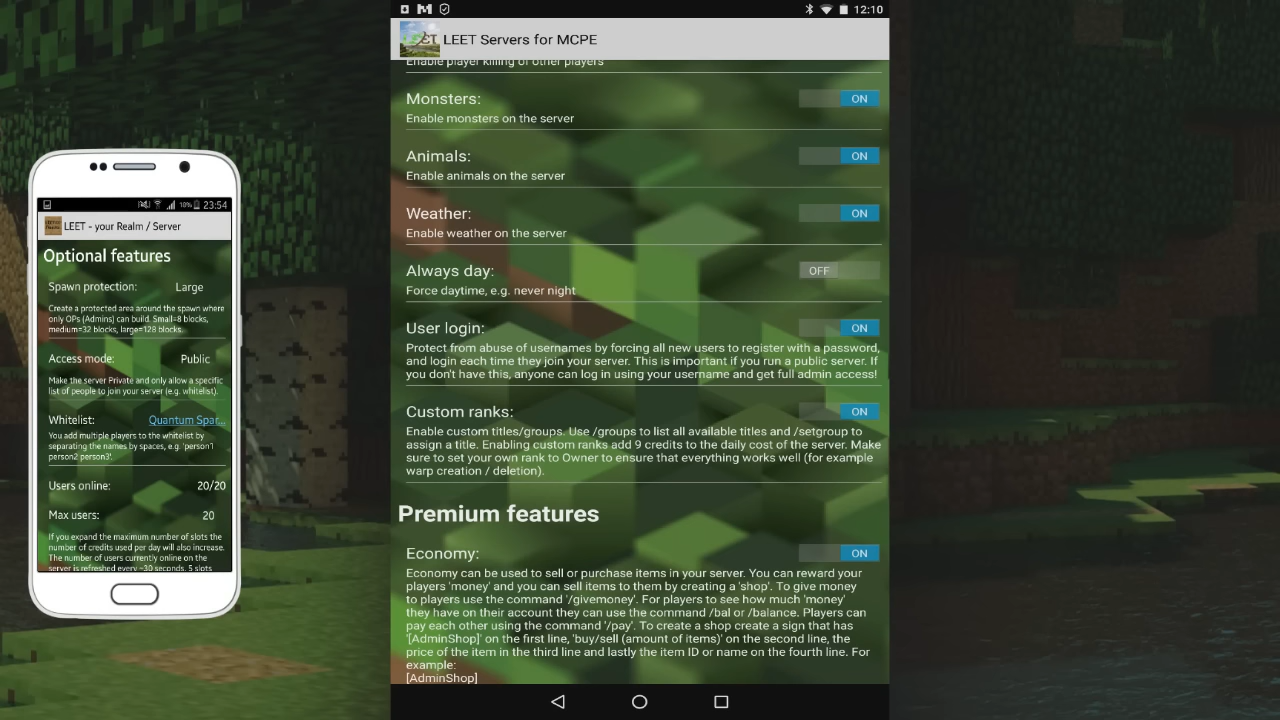 23:54
18%
LEET - your Realm / Server
Optional features
Spawn protection: Large
Create a protected area around the spawn where
only OPs (Admins) can build. Small=8 blocks,
medium=32 blocks, large=128 blocks.
Access mode: Public
Make the server Private and only allow a specific
list of people to join your server (e.g. whitelist).
Whitelist: Quantum Spar...
You add multiple players to the whitelist by
separating the names by spaces, e.g. 'person1
person2 person3'.
Users online: 20/20
Max users: 20
If you expand the maximum number of slots the
number of credits used per day will also increase.
The number of users currently online on the
server is refreshed every ~30 seconds. 5 slots
12:10
LEET Servers for MCPE
Enable player killing of other players
Monsters: ON
Enable monsters on the server
Animals: ON
Enable animals on the server
Weather: ON
Enable weather on the server
Always day: OFF
Force daytime, e.g. never night
User login: ON
Protect from abuse of usernames by forcing all new users to register with a password,
and login each time they join your server. This is important if you run a public server. If
you don't have this, anyone can log in using your username and get full admin access!
Custom ranks: ON
Enable custom titles/groups. Use /groups to list all available titles and /setgroup to
assign a title. Enabling custom ranks add 9 credits to the daily cost of the server. Make
sure to set your own rank to Owner to ensure that everything works well (for example
warp creation / deletion).
Premium features
Economy: ON
Economy can be used to sell or purchase items in your server. You can reward your
players 'money' and you can sell items to them by creating a 'shop'. To give money
to players use the command '/givemoney'. For players to see how much 'money'
they have on their account they can use the command /bal or /balance. Players can
pay each other using the command '/pay'. To create a shop create a sign that has
'[AdminShop]' on the first line, 'buy/sell (amount of items)' on the second line, the
price of the item in the third line and lastly the item ID or name on the fourth line. For
example:
[AdminShop]